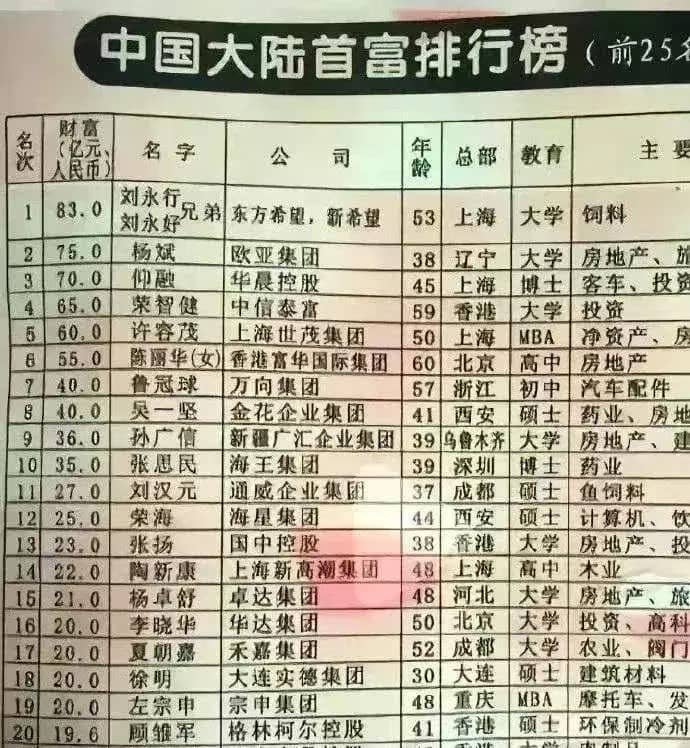 中国大陆首富排行榜(前25名
名次 财富(亿元、人民币) 名字 公司 年龄 总部 教育 主要
1 83.0 刘永行 刘永好 兄弟 东方希望,新希望 53 上海 大学 饲料
2 75.0 杨斌 欧亚集团 38 辽宁 大学 房地产、旅
3 70.0 仰融 华晨控股 45 上海 博士 客车、投资
4 65.0 荣智健 中信泰富 59 香港 大学 投资
5 60.0 许容茂 上海世茂集团 50 上海 MBA 净资产、房
6 55.0 陈丽华(女) 香港富华国际集团 60 北京 高中 房地产
7 40.0 鲁冠球 万向集团 57 浙江 初中 汽车配件
8 40.0 吴一坚 金花企业集团 41 西安 硕士 药业、房地
9 36.0 孙广信 新疆广汇企业集团 39 乌鲁木齐 大学 房地产、建
10 35.0 张思民 海王集团 39 深圳 博士 药业
11 27.0 刘汉元 通威企业集团 37 成都 硕士 鱼饲料
12 25.0 荣海 海星集团 44 西安 硕士 计算机、饮
13 23.0 张扬 国中控股 38 香港 大学 房地产、投
14 22.0 陶新康 上海新高潮集团 48 上海 高中 木业
15 21.0 杨卓舒 卓达集团 48 河北 大学 房地产、旅
16 20.0 李晓华 华达集团 50 北京 大学 投资、高科
17 20.0 夏朝嘉 禾嘉集团 52 成都 大学 农业、阀门
18 20.0 徐明 大连实德集团 30 大连 硕士 建筑材料
19 20.0 左宗申 宗申集团 48 重庆 MBA 摩托车、发
20 19.6 顾雏军 格林柯尔控股 41 香港 硕士 环保制冷剂